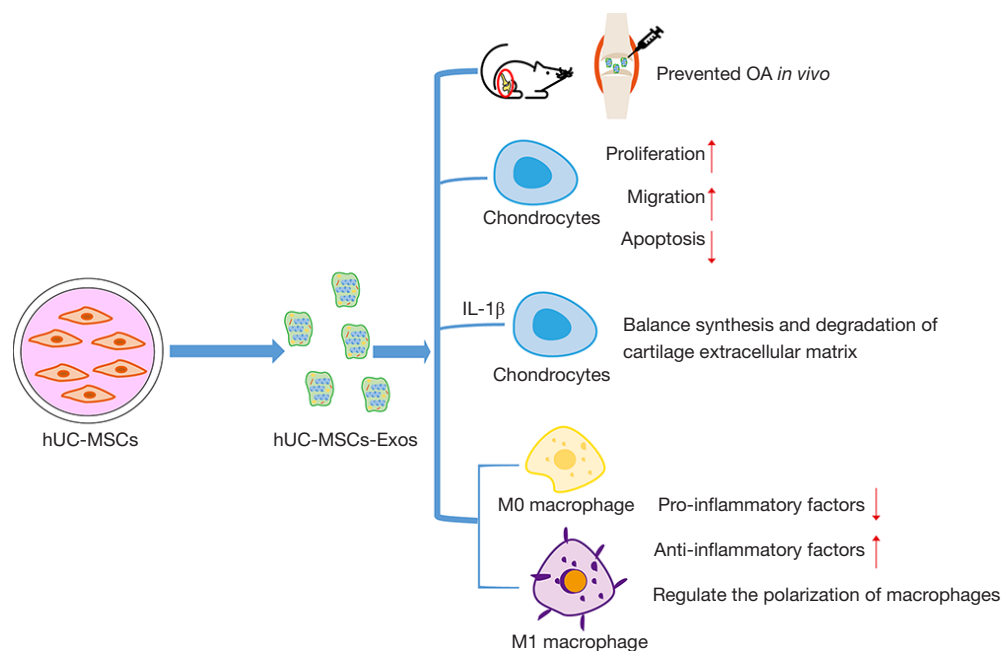 Prevented OA in vivo
Proliferation
Migration
Apoptosis
Chondrocytes
IL-1β
Balance synthesis and degradation of
cartilage extracellular matrix
Chondrocytes
hUC-MSCs
hUC-MSCs-Exos
M0 macrophage
Pro-inflammatory factors
Anti-inflammatory factors
Regulate the polarization of macrophages
M1 macrophage